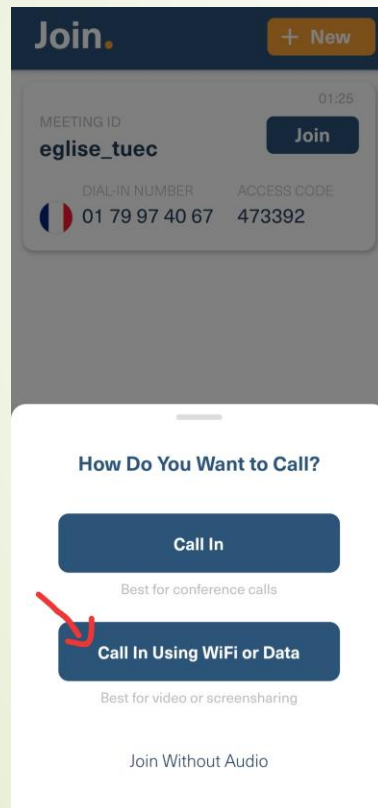 Join.
+ New
01:25
MEETING ID
eglise_tuec
Join
DIAL-IN NUMBER ACCESS CODE
01 79 97 40 67 473392
How Do You Want to Call?
Call In
Best for conference calls
Call In Using WiFi or Data
Best for video or screensharing
Join Without Audio